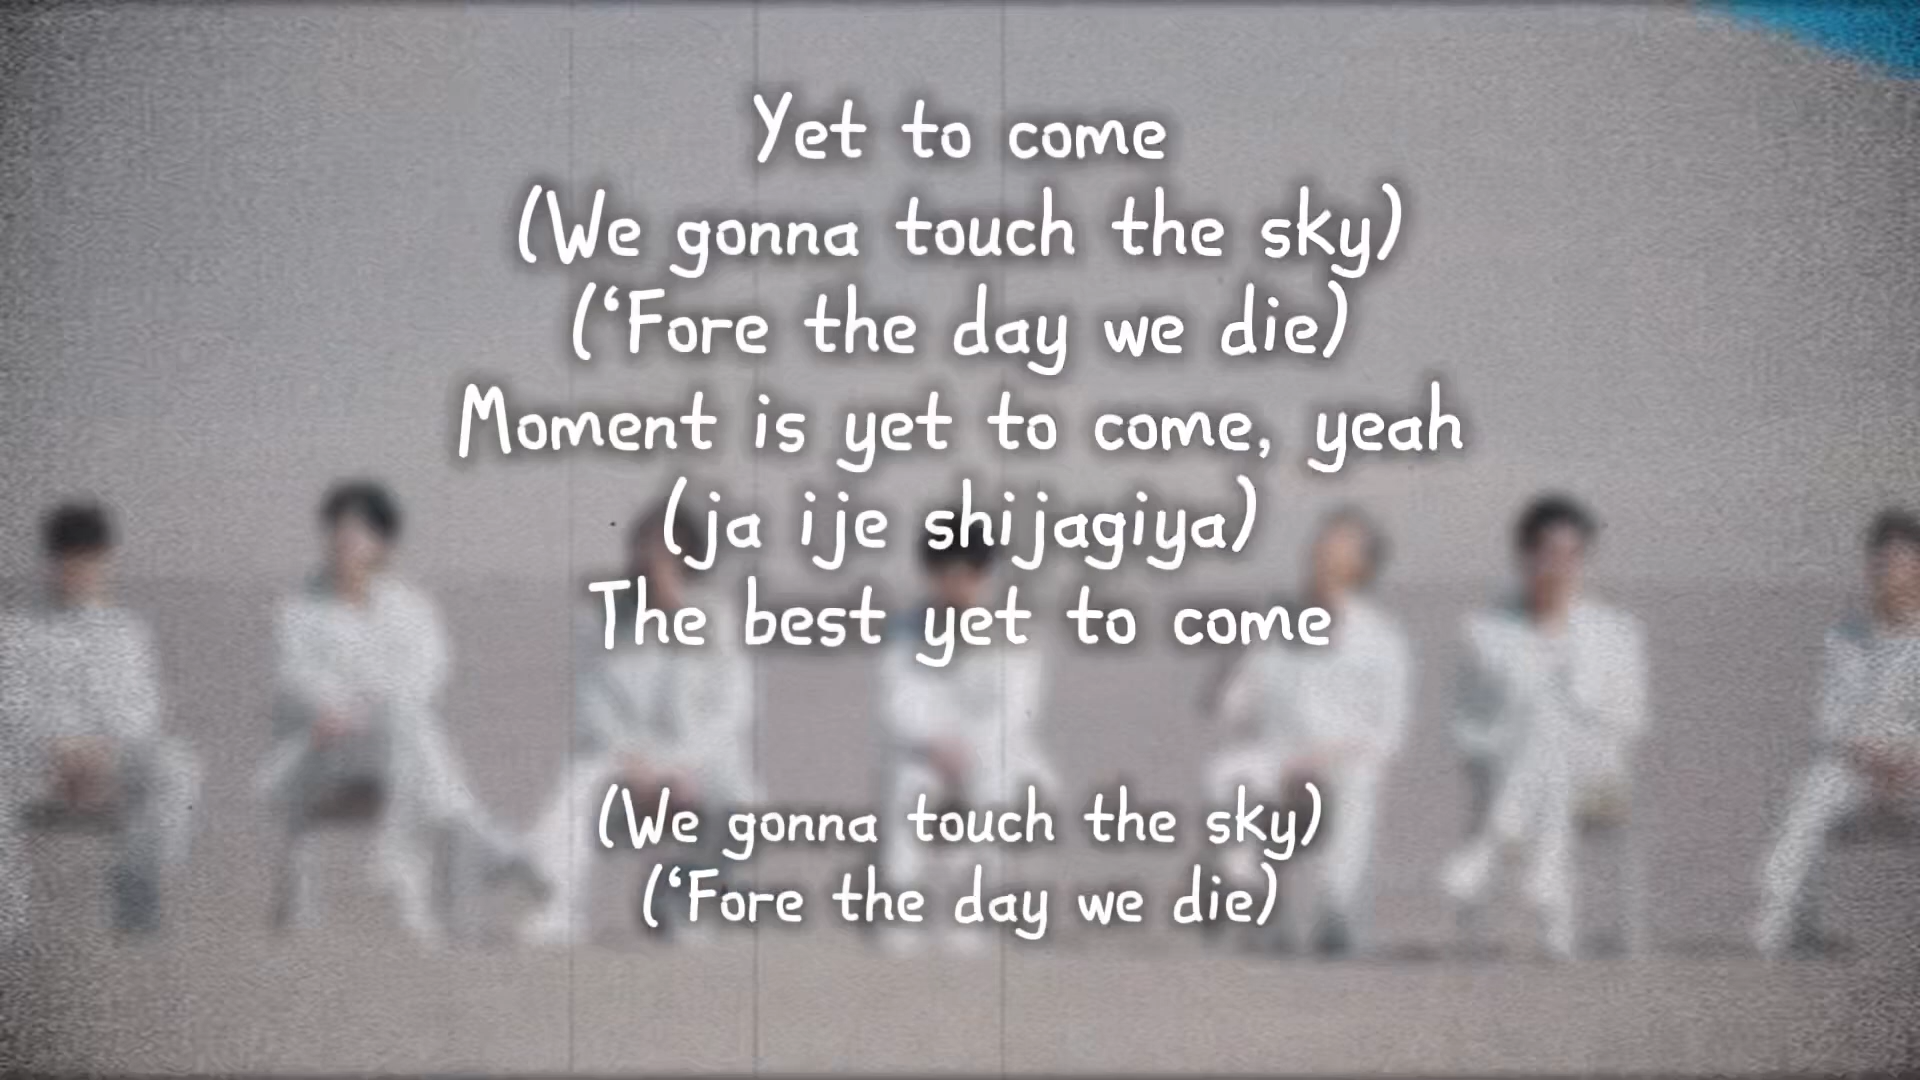 Yet to come
(We gonna touch the sky)
(‘Fore the day we die)
Moment is yet to come, yeah
(ja ije shijagiya)
The best yet to come
(We gonna touch the sky)
(‘Fore the day we die)